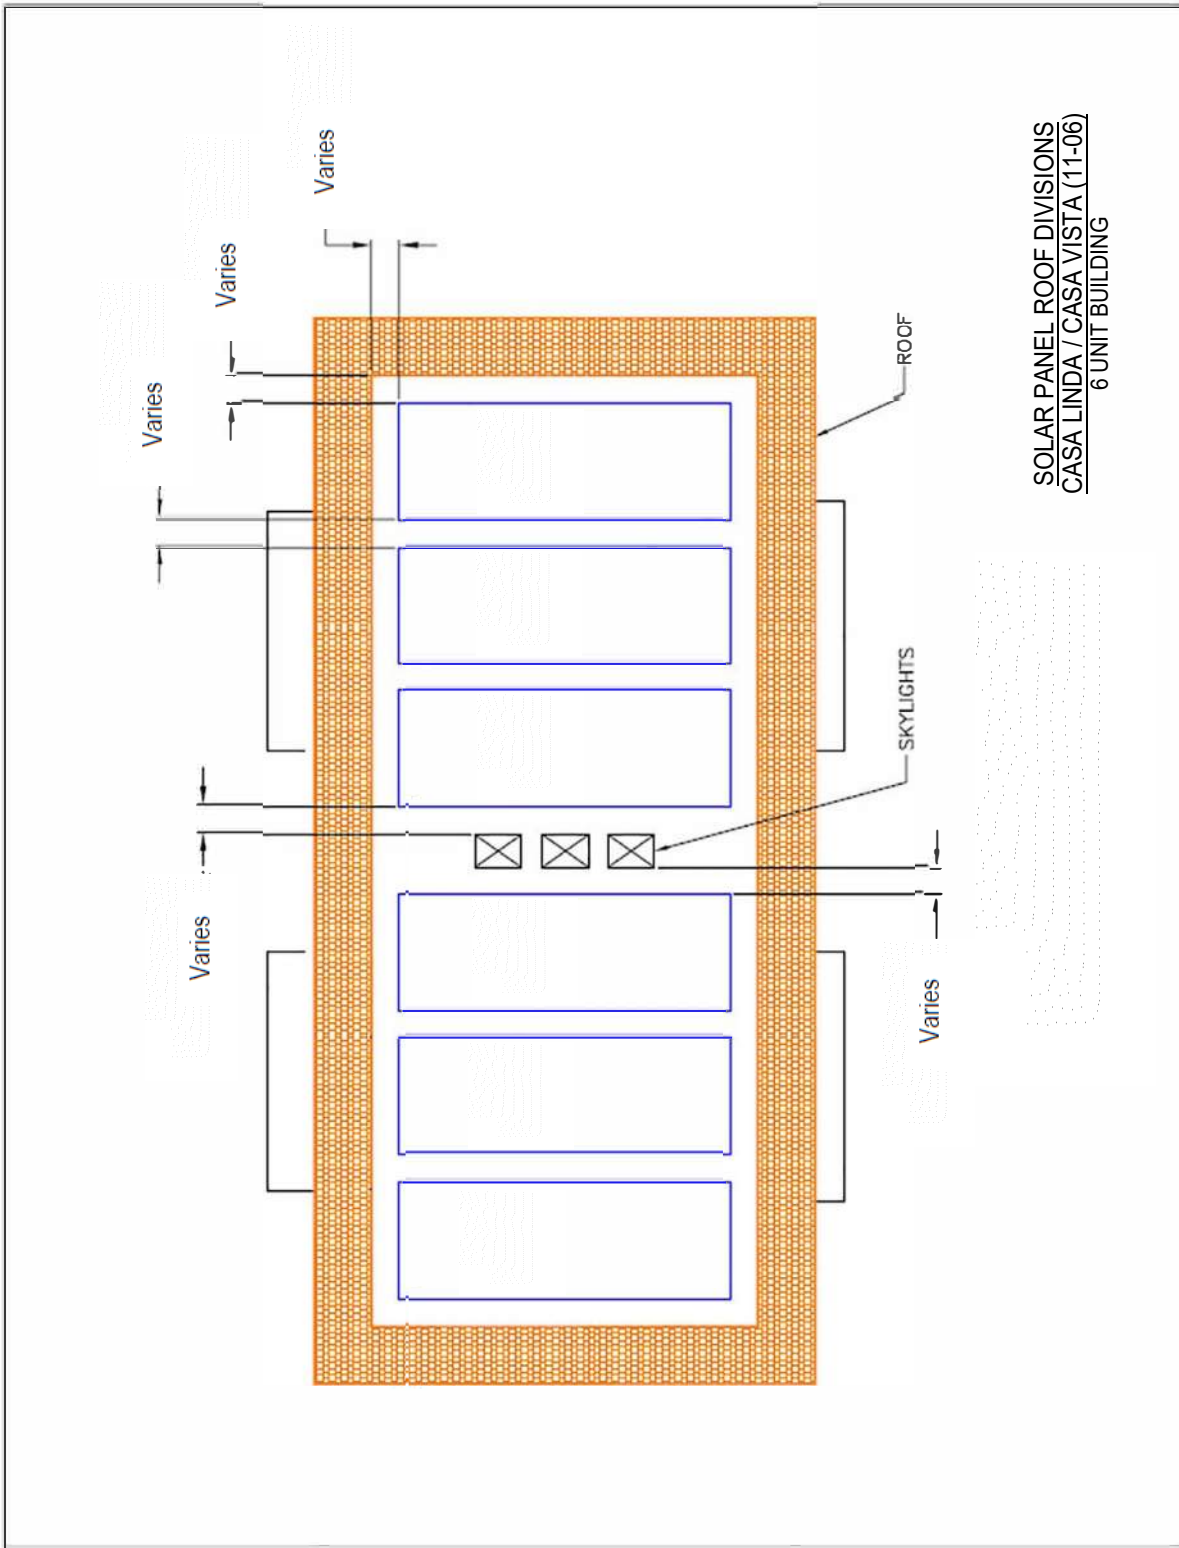 Varies
Varies
Varies
Varies
Varies
ROOF
SKYLIGHTS
SOLAR PANEL ROOF DIVISIONS
CASA LINDA / CASA VISTA (11-06)
6 UNIT BUILDING